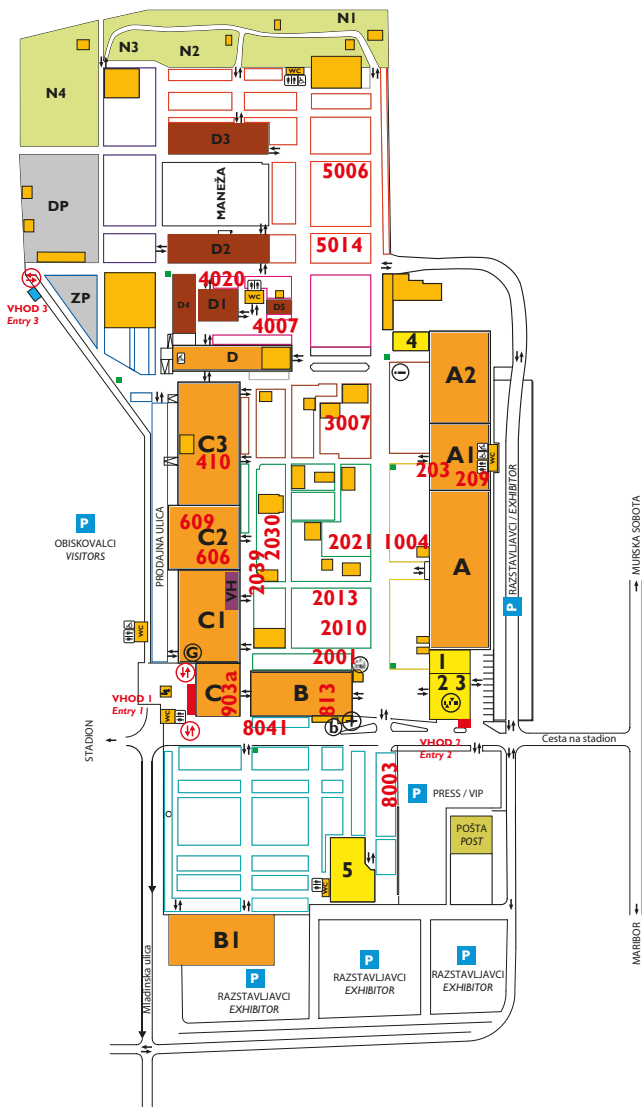 N1
N3
N2
N4
WC
D3
MANEŽA
5006
DP
D2
5014
4020
ZP
WC
D4
D1
D5
VHOD 3
Entry 3
4007
D
4
i
A2
C3
3007
410
A1
203
WC
209
P
OBISKOVALCI
VISITORS
PRODAJNA ULICA
609
C2
606
2030
2039
2021
1004
A
RAZSTAVLJAVCI / EXHIBITOR
P
MURSKA SOBOTA
VH
C1
2013
2010
WC
G
2001
1
2 3
VHOD 1
Entry 1
C
903a
B
813
WC
b
8041
STADION
VHOD 2
Entry 2
Cesta na stadion
8003
P
PRESS / VIP
POŠTA
POST
5
WC
B1
Mladinska ulica
P
RAZSTAVLJAVCI
EXHIBITOR
P
RAZSTAVLJAVCI
EXHIBITOR
P
RAZSTAVLJAVCI
EXHIBITOR
MARIBOR